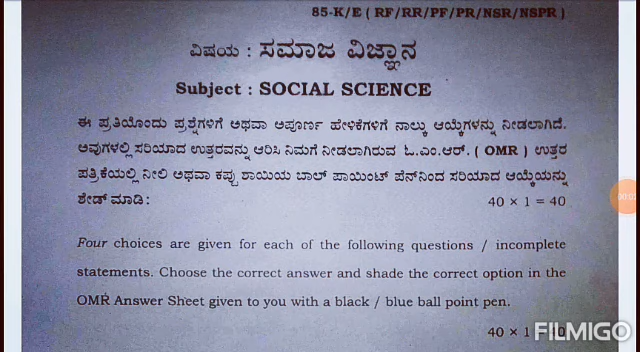 85-K/E ( RF/RR/PF/PR/NSR/NSPR )
ವಿಷಯ : ಸಮಾಜ ವಿಜ್ಞಾನ
Subject : SOCIAL SCIENCE
ಈ ಪ್ರತಿಯೊಂದು ಪ್ರಶ್ನೆಗಳಿಗೆ ಅಥವಾ ಅಪೂರ್ಣ ಹೇಳಿಕೆಗಳಿಗೆ ನಾಲ್ಕು ಆಯ್ಕೆಗಳನ್ನು ನೀಡಲಾಗಿದೆ.
ಅವುಗಳಲ್ಲಿ ಸರಿಯಾದ ಉತ್ತರವನ್ನು ಆರಿಸಿ ನಿಮಗೆ ನೀಡಲಾಗಿರುವ ಓ.ಎಂ.ಆರ್. ( OMR ) ಉತ್ತರ
ಪತ್ರಿಕೆಯಲ್ಲಿ ನೀಲಿ ಅಥವಾ ಕಪ್ಪು ಶಾಯಿಯ ಬಾಲ್ ಪಾಯಿಂಟ್ ಪೆನ್‌ನಿಂದ ಸರಿಯಾದ ಆಯ್ಕೆಯನ್ನು
ಶೇಡ್ ಮಾಡಿ : 40 × 1 = 40
Four choices are given for each of the following questions / incomplete
statements. Choose the correct answer and shade the correct option in the
OMR Answer Sheet given to you with a black / blue ball point pen.
40 × 1 = 40
FILMIGO